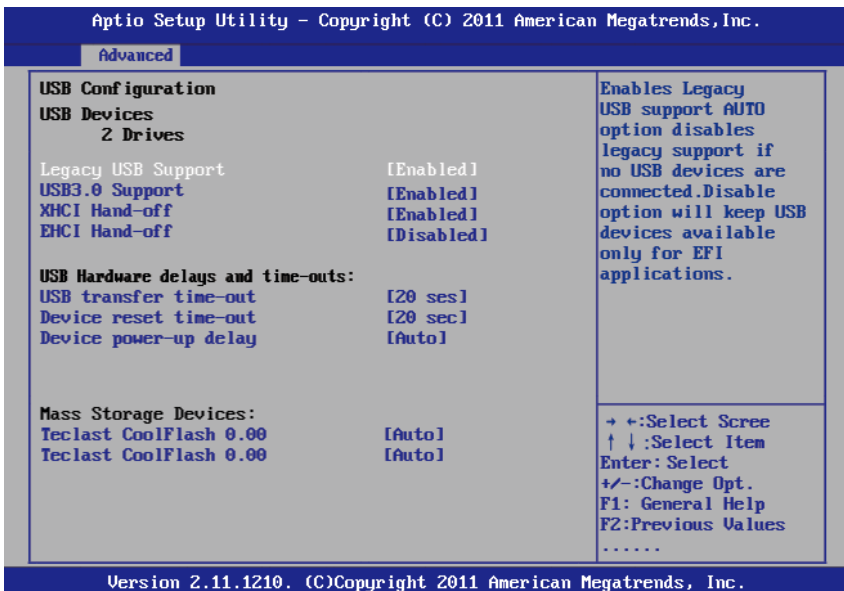 Aptio Setup Utility - Copyright (C) 2011 American Megatrends,Inc.
Advanced
USB Configuration
USB Devices
2 Drives
Legacy USB Support [Enabled]
USB3.0 Support [Enabled]
XHCI Hand-off [Enabled]
EHCI Hand-off [Disabled]
USB Hardware delays and time-outs:
USB transfer time-out [20 ses]
Device reset time-out [20 sec]
Device power-up delay [Auto]
Mass Storage Devices:
Teclast CoolFlash 0.00 [Auto]
Teclast CoolFlash 0.00 [Auto]
Enables Legacy
USB support AUTO
option disables
legacy support if
no USB devices are
connected.Disable
option will keep USB
devices available
only for EFI
applications.
→ ←:Select Scree
↑ ↓ :Select Item
Enter: Select
+/-:Change Opt.
F1: General Help
F2:Previous Values
......
Version 2.11.1210. (C)Copyright 2011 American Megatrends, Inc.